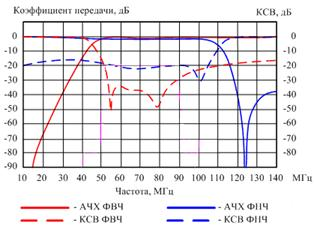 Коэффициент передачи, дБ КСВ, дБ
0 0
-10 -10
-20 -20
-30 -30
-40 -40
-50 -50
-60 -60
-70 -70
-80 -80
-90
10 20 30 40 50 60 70 80 90 100 110 120 130 140 МГц
Частота, МГц
- АЧХ ФВЧ - АЧХ ФНЧ
- КСВ ФВЧ - КСВ ФНЧ